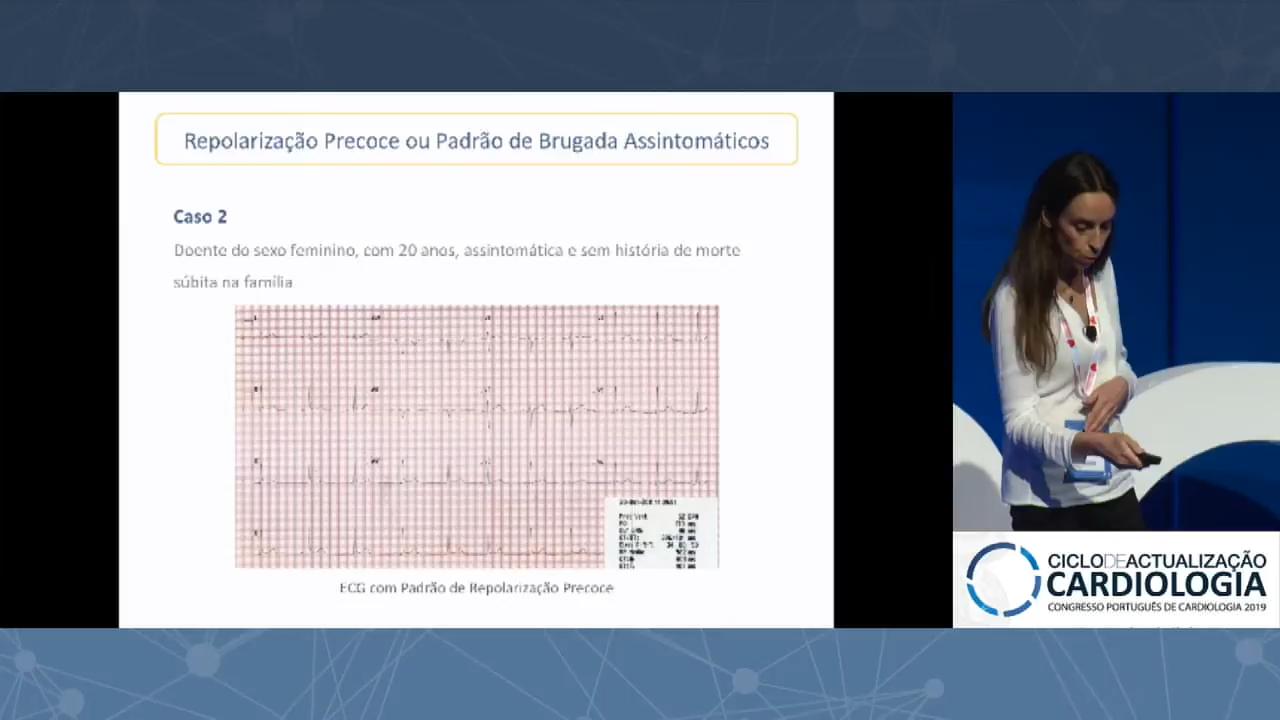 Repolarização Precoce ou Padrão de Brugada Assintomáticos
Caso 2
Doente do sexo feminino, com 20 anos, assintomática e sem história de morte
súbita na família
ECG com Padrão de Repolarização Precoce
CICLODEACTUALIZAÇÃO
CARDIOLOGIA
CONGRESSO PORTUGUÊS DE CARDIOLOGIA 2019